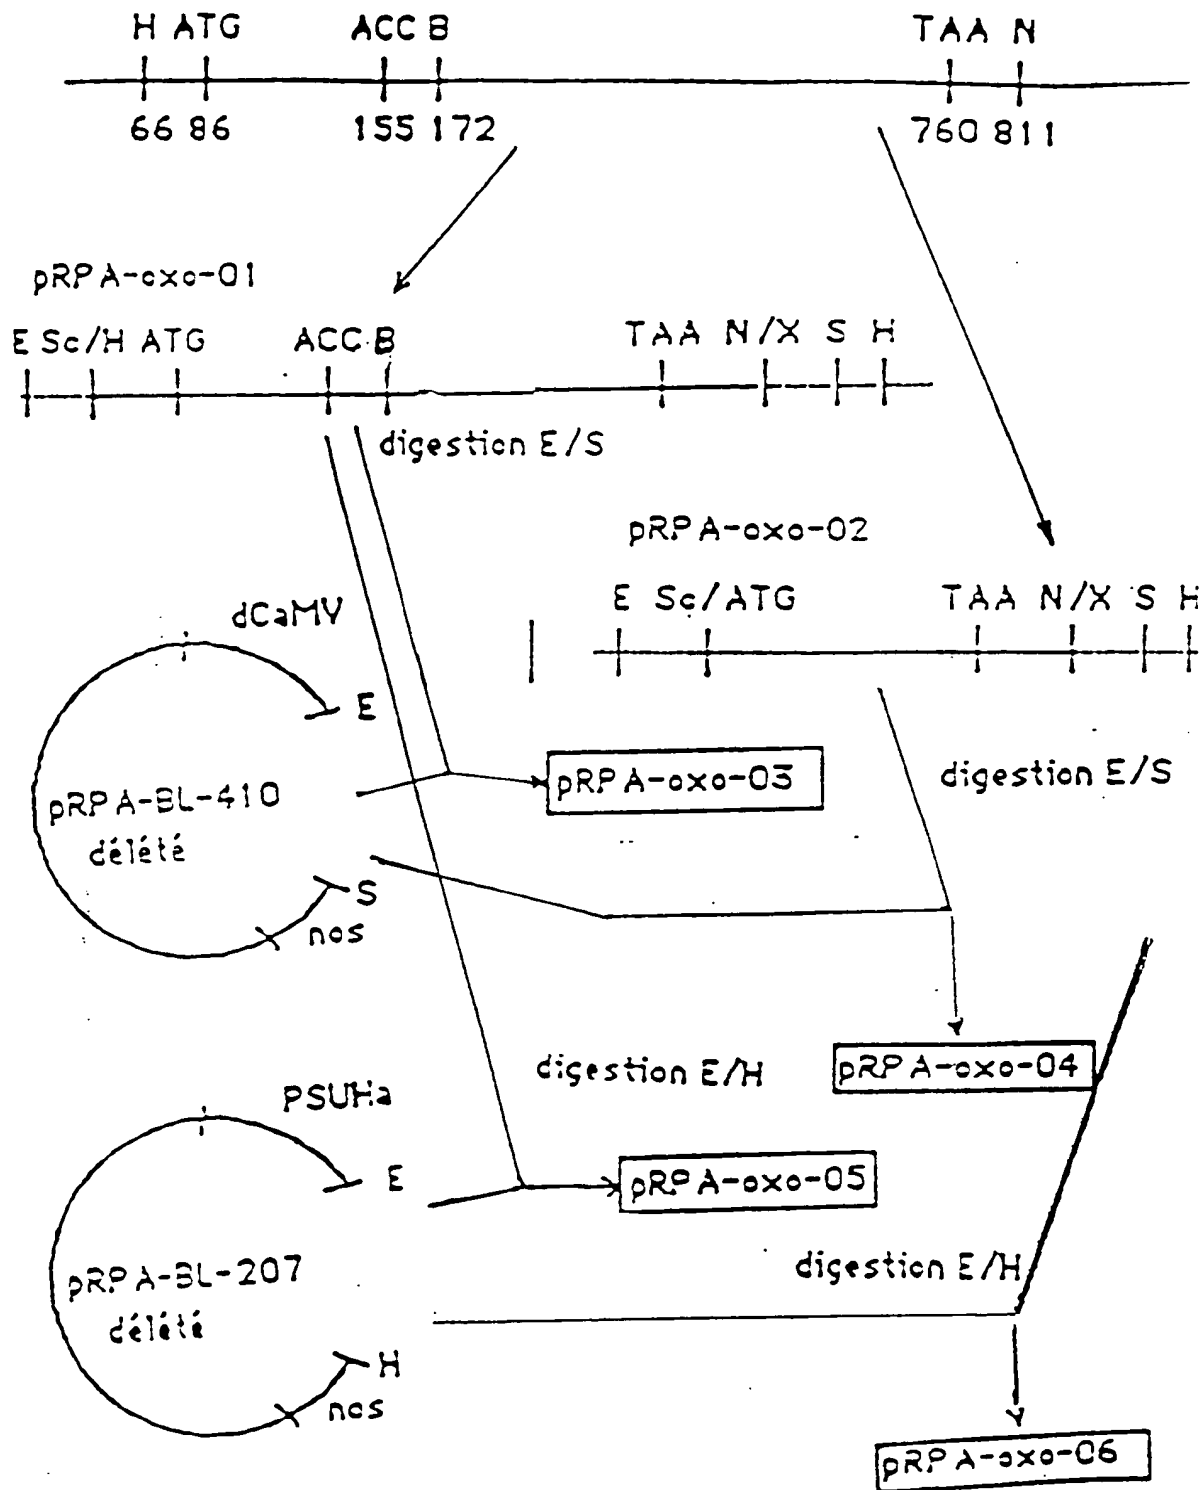 H ATG ACC B TAA N
66 86 155 172 760 811
pRPA-oxo-01
E Sc/H ATG ACC B TAA N/X S H
digestion E/S
pRPA-oxo-02
E Sc/ATG TAA N/X S H
dCaMV
E
pRPA-BL-410
délété
S
nos
pRPA-oxo-03
digestion E/S
digestion E/H
pRPA-oxo-04
PSUHa
E
pRPA-oxo-05
pRPA-BL-207
délété
digestion E/H
H
nos
pRPA-oxo-06